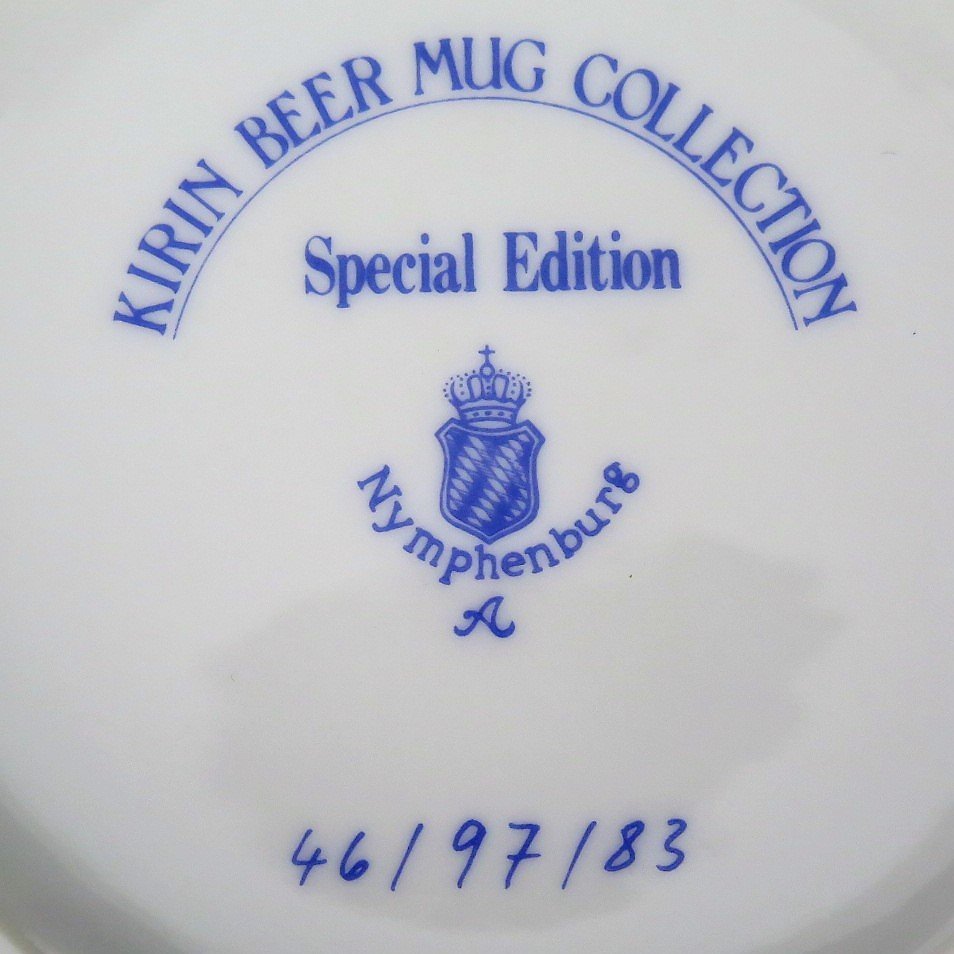 KIRIN BEER MUG COLLECTION
Special Edition
Nymphenburg
A
46/97/83